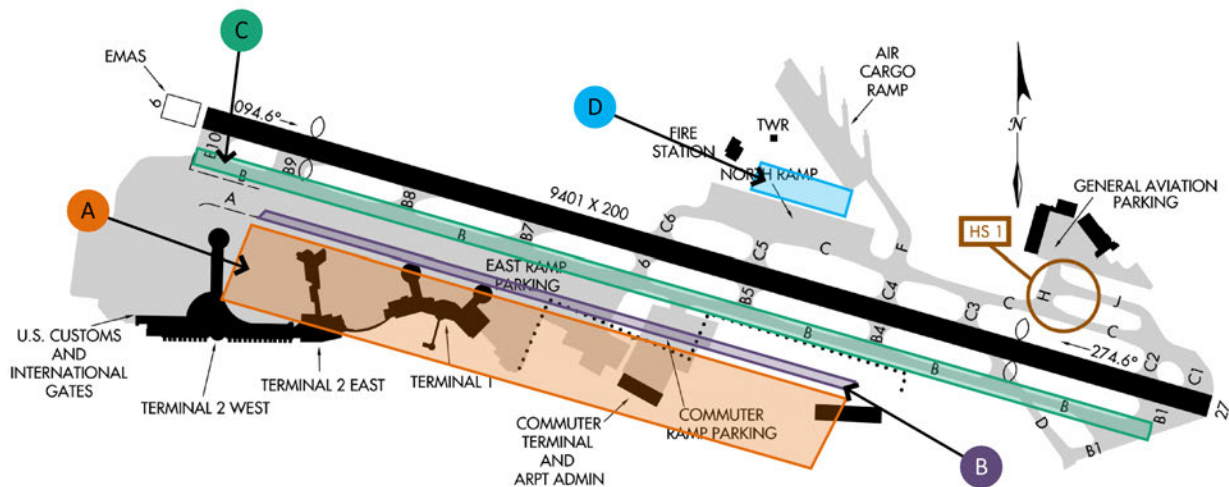 C
EMAS
9
094.6°
AIR
CARGO
RAMP
D
TWR
FIRE
STATION
N
B10
B9
B
NORTH RAMP
GENERAL AVIATION
PARKING
A
A
B8
9401 X 200
C6
B
B7
C5
C
F
HS 1
EAST RAMP
PARKING
6
H
J
B5
C4
C3
C
C
U.S. CUSTOMS
AND
INTERNATIONAL
GATES
B
B4
B
274.6°
C2
C1
TERMINAL 2 EAST
TERMINAL 1
TERMINAL 2 WEST
COMMUTER
TERMINAL
AND
ARPT ADMIN
COMMUTER
RAMP PARKING
B
D
B1
B1
27
B